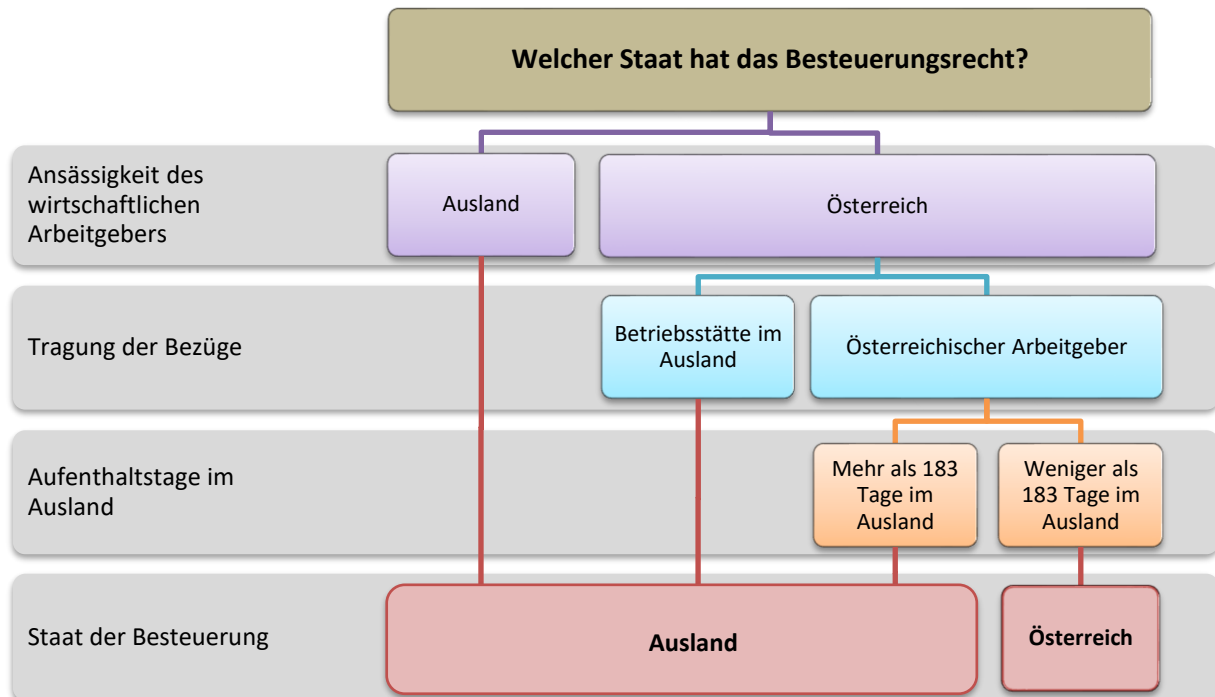 Welcher Staat hat das Besteuerungsrecht?
Ansässigkeit des
wirtschaftlichen
Arbeitgebers
Ausland
Österreich
Tragung der Bezüge
Betriebsstätte im
Ausland
Österreichischer Arbeitgeber
Aufenthaltstage im
Ausland
Mehr als 183
Tage im
Ausland
Weniger als
183 Tage im
Ausland
Staat der Besteuerung
Ausland
Österreich